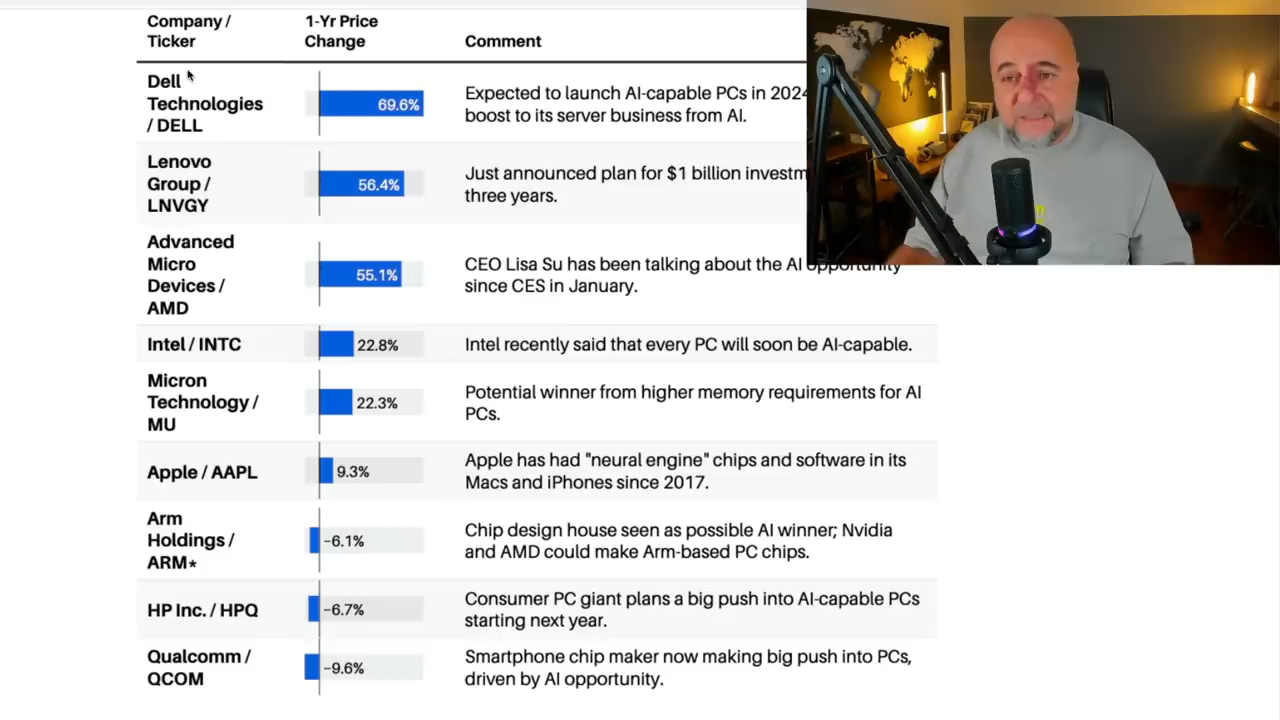 Company /
Ticker
1-Yr Price
Change
Comment
Dell
Technologies
/ DELL
69.6%
Expected to launch AI-capable PCs in 2024
boost to its server business from AI.
Lenovo
Group /
LNVGY
56.4%
Just announced plan for $1 billion
three years.
Advanced
Micro
Devices /
AMD
55.1%
CEO Lisa Su has been talking about the AI opportunity
since CES in January.
Intel / INTC
22.8%
Intel recently said that every PC will soon be AI-capable.
Micron
Technology /
MU
22.3%
Potential winner from higher memory requirements for AI
PCs.
Apple / AAPL
9.3%
Apple has had "neural engine" chips and software in its
Macs and iPhones since 2017.
Arm
Holdings /
ARM*
−6.1%
Chip design house seen as possible AI winner; Nvidia
and AMD could make Arm-based PC chips.
HP Inc. / HPQ
−6.7%
Consumer PC giant plans a big push into AI-capable PCs
starting next year.
Qualcomm /
QCOM
−9.6%
Smartphone chip maker now making big push into PCs,
driven by AI opportunity.